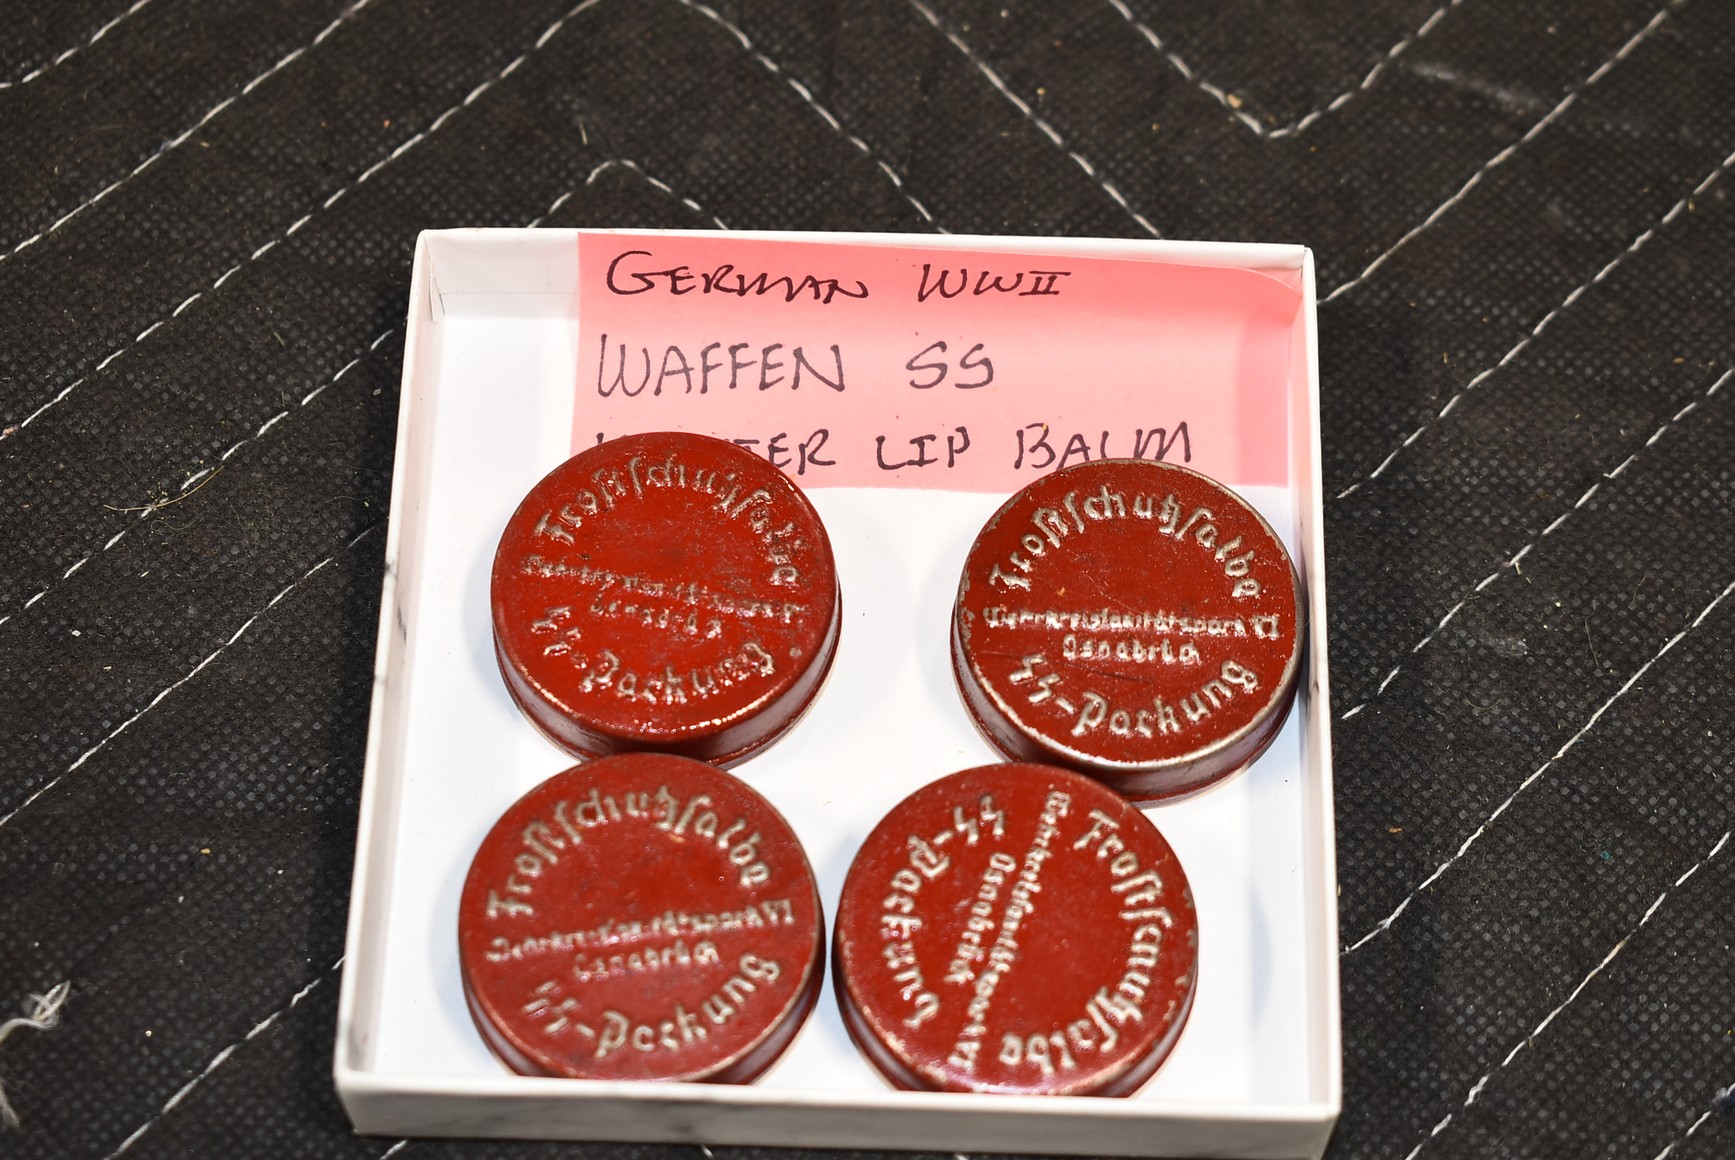 GERMAN WWII
WAFFEN SS
LIP BALM
Frostschutzsalbe
SS-Packung
Frostschutzsalbe
Wehrkreissanitätspark VI
Osnabrück
SS-Packung
Frostschutzsalbe
Wehrkreissanitätspark VI
Osnabrück
SS-Packung
Frostschutzsalbe
Wehrkreissanitätspark VI
Osnabrück
SS-Packung